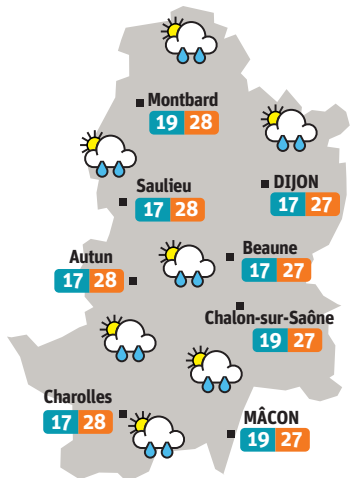 Montbard
19 28
Saulieu
17 28
DIJON
17 27
Autun
17 28
Beaune
17 27
Chalon-sur-Saône
19 27
Charolles
17 28
MÂCON
19 27